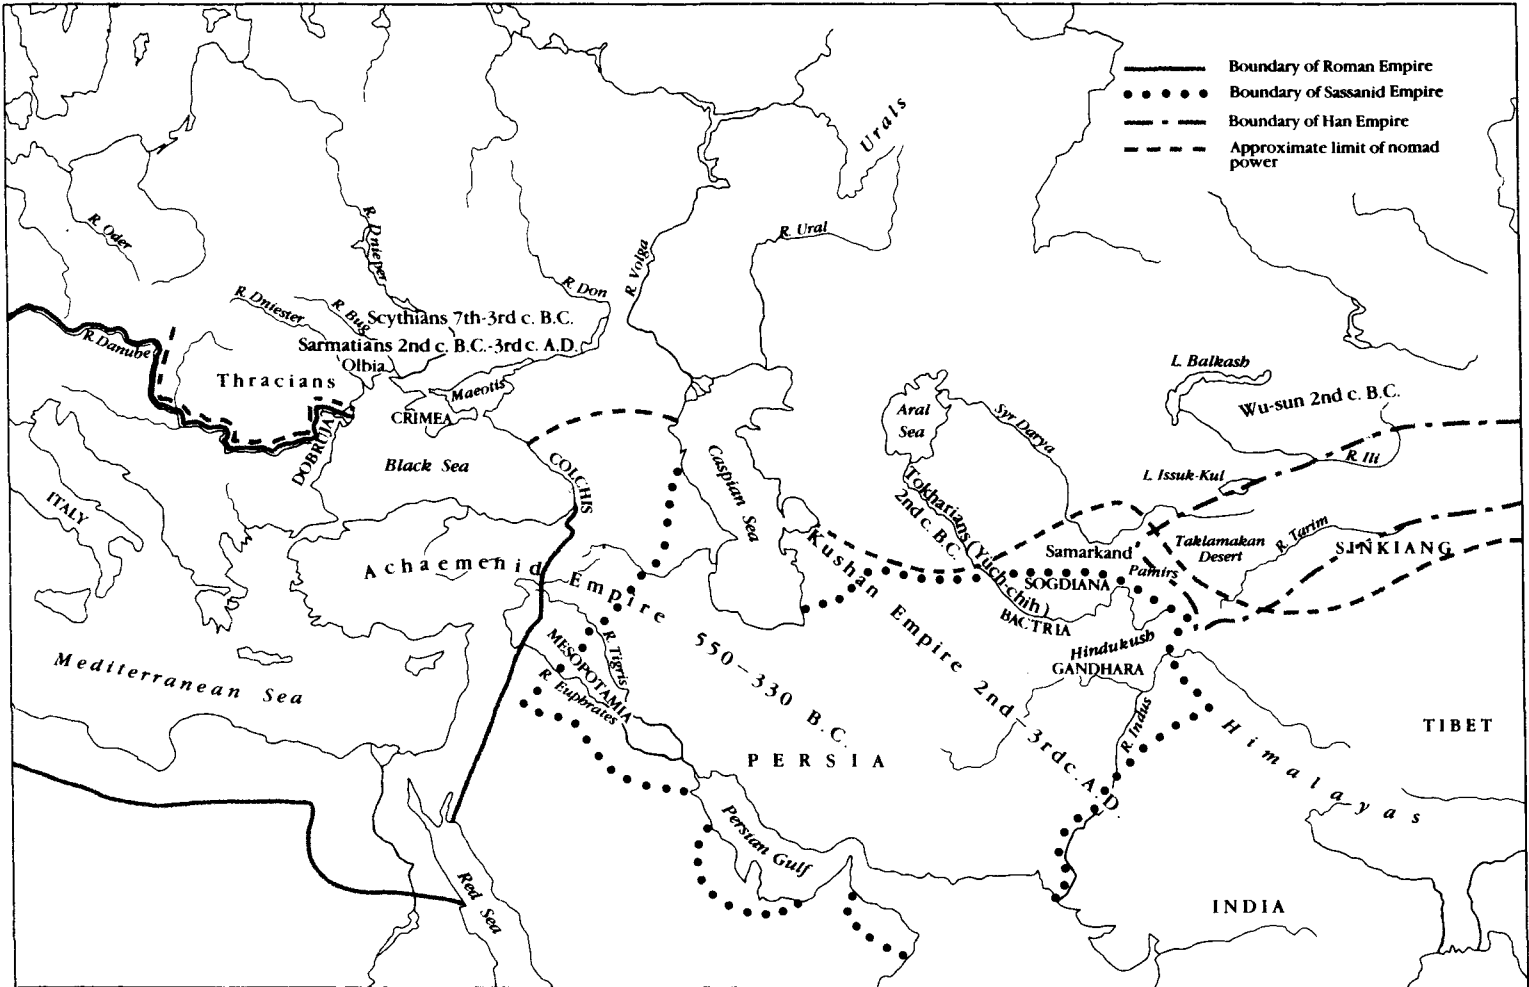 Boundary of Roman Empire
Boundary of Sassanid Empire
Boundary of Han Empire
Approximate limit of nomad
power
Urals
R. Oder
R. Dnieper
R. Volga
R. Ural
R. Don
R. Dniester
R. Bug
Scythians 7th-3rd c. B.C.
Sarmatians 2nd c. B.C.-3rd c. A.D.
Olbia
R. Danube
Thracians
Maeotis
CRIMEA
DOBRUJA
Black Sea
COLCHIS
Caspian Sea
Aral
Sea
Syr Darya
L. Balkash
Wu-sun 2nd c. B.C.
R. Ili
L. Issuk-Kul
ITALY
Tokharians (Yuch-chih)
2nd c. B.C.
Samarkand
Taklamakan
Desert
R. Tarim
SINKIANG
Pamirs
SOGDIANA
BACTRIA
Hindukush
GANDHARA
Achaemenid Empire 550-330 B.C.
Kushan Empire 2nd-3rd c. A.D
MESOPOTAMIA
R. Tigris
R. Euphrates
Mediterranean Sea
PERSIA
R. Indus
Himalayas
TIBET
Persian Gulf
Red Sea
INDIA